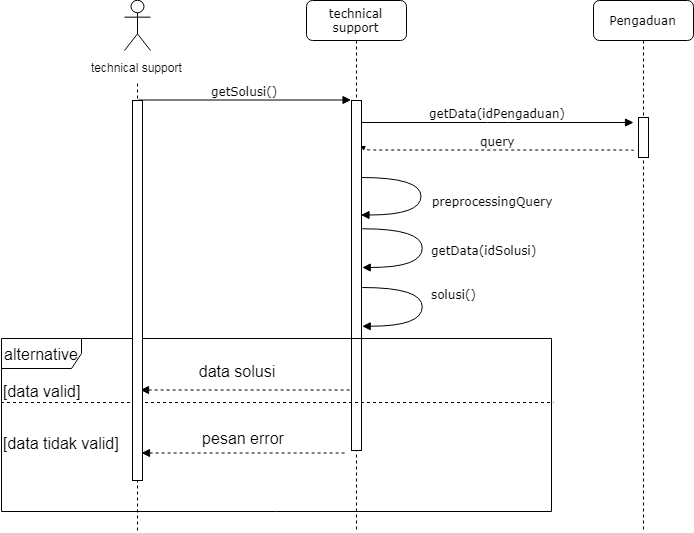 technical
support
Pengaduan
technical support
getSolusi()
getData(idPengaduan)
query
preprocessingQuery
getData(idSolusi)
solusi()
alternative
data solusi
[data valid]
pesan error
[data tidak valid]